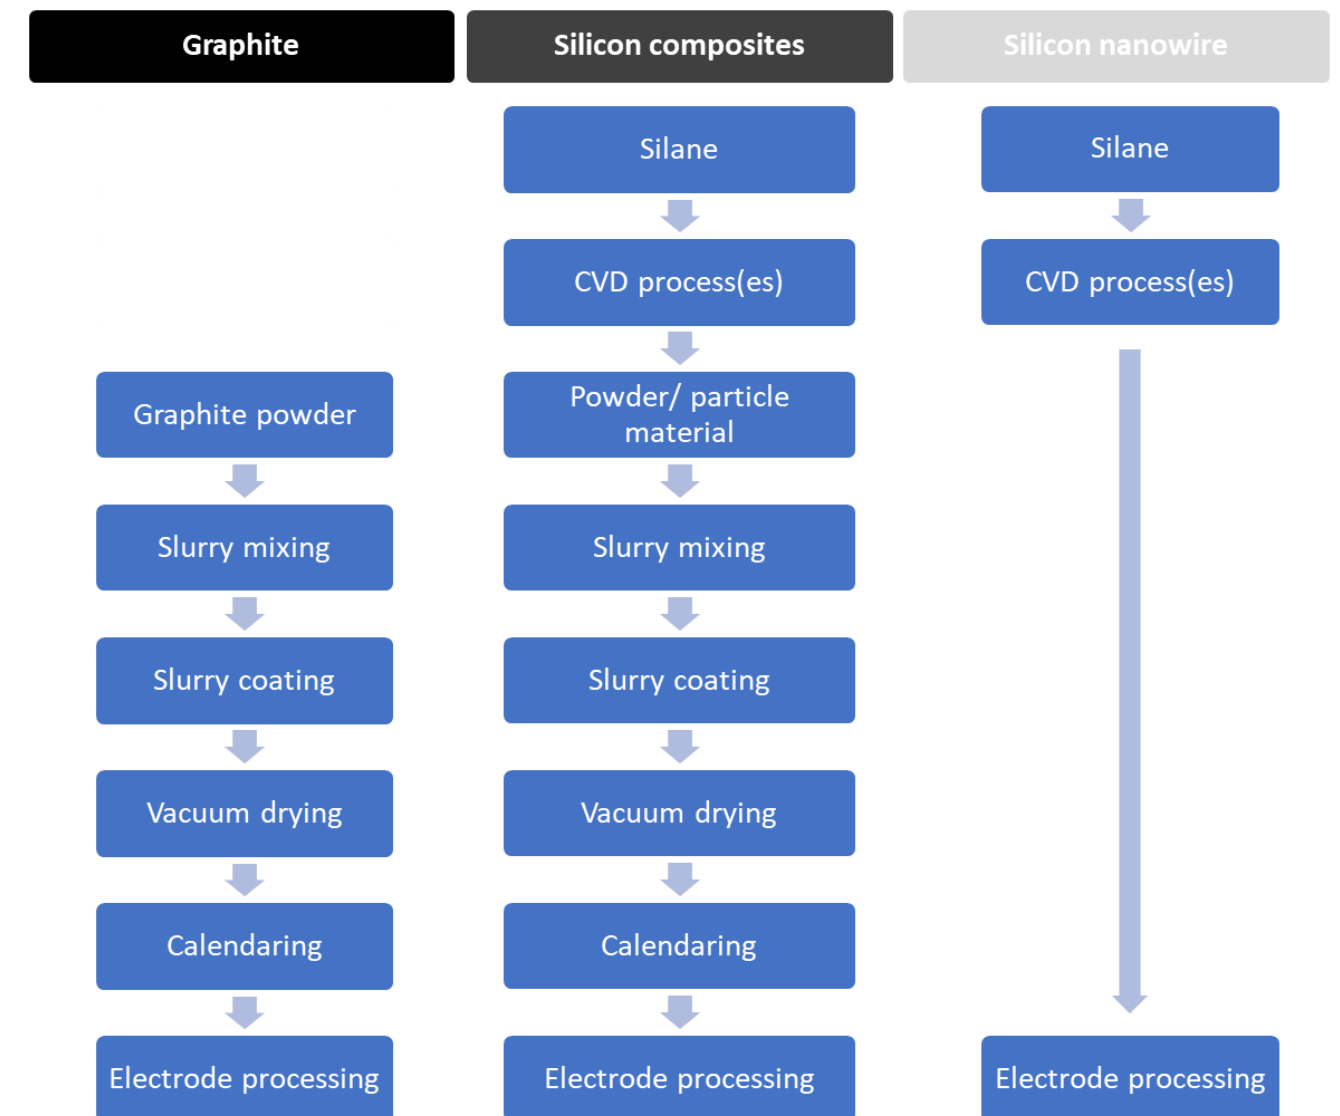 Graphite
Silicon composites
Silicon nanowire
Silane
Silane
CVD process(es)
CVD process(es)
Graphite powder
Powder/ particle
material
Slurry mixing
Slurry mixing
Slurry coating
Slurry coating
Vacuum drying
Vacuum drying
Calendaring
Calendaring
Electrode processing
Electrode processing
Electrode processing